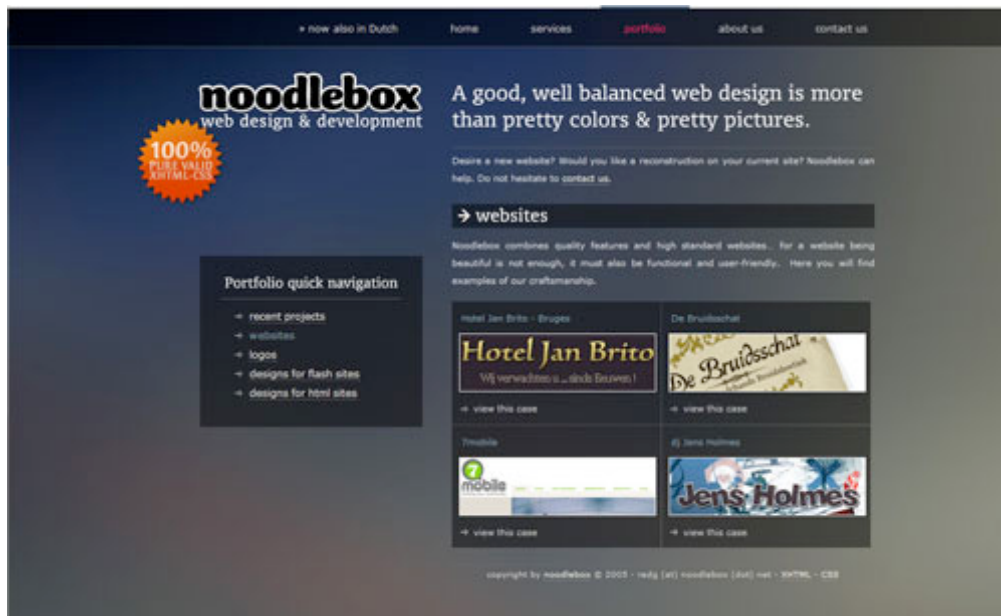 » now also in Dutch home services portfolio about us contact us
noodlebox
web design & development
100%
PURE VALID
XHTML-CSS
A good, well balanced web design is more
than pretty colors & pretty pictures.
Desire a new website? Would you like a reconstruction on your current site? Noodlebox can
help. Do not hesitate to contact us.
→ websites
Noodlebox combines quality features and high standard websites.. for a website being
beautiful is not enough, it must also be functional and user-friendly. Here you will find
examples of our craftsmanship.
Portfolio quick navigation
→ recent projects
→ websites
→ logos
→ designs for flash sites
→ designs for html sites
Hotel Jan Brito - Bruges
Hotel Jan Brito
Wij verwachten u ... sinds Eeuwen !
→ view this case
De Bruidsschat
De Bruidsschat
→ view this case
7mobile
7
mobile
→ view this case
dj Jens Holmes
Jens Holmes
→ view this case
copyright by noodlebox © 2005 - redg (at) noodlebox (dot) net - XHTML - CSS